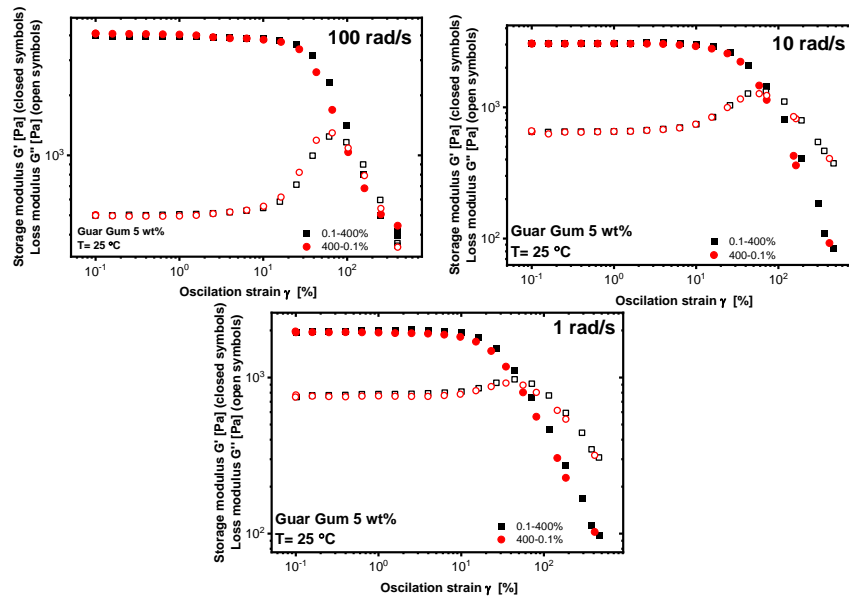 Storage modulus G' [Pa] (closed symbols)
Loss modulus G'' [Pa] (open symbols)
100 rad/s
10³
Guar Gum 5 wt%
T= 25 ºC
0.1-400%
400-0.1%
10⁻¹ 10⁰ 10¹ 10²
Oscilation strain γ [%]
Storage modulus G' [Pa] (closed symbols)
Loss modulus G'' [Pa] (open symbols)
10 rad/s
10³
10²
Guar Gum 5 wt%
T= 25 ºC
0.1-400%
400-0.1%
10⁻¹ 10⁰ 10¹ 10²
Oscilation strain γ [%]
Storage modulus G' [Pa] (closed symbols)
Loss modulus G'' [Pa] (open symbols)
1 rad/s
10³
10²
Guar Gum 5 wt%
T= 25 ºC
0.1-400%
400-0.1%
10⁻¹ 10⁰ 10¹ 10²
Oscilation strain γ [%]